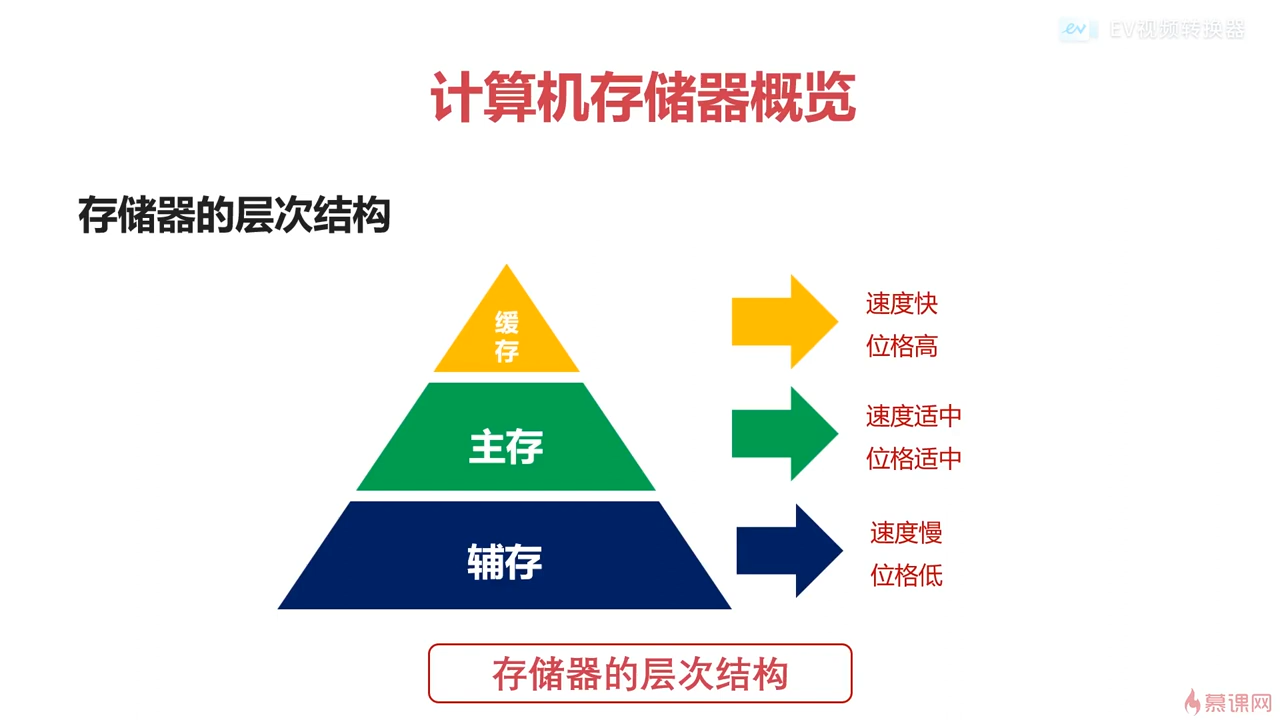 EV视频转换器
计算机存储器概览
存储器的层次结构
缓
存
速度快
位格高
主存
速度适中
位格适中
辅存
速度慢
位格低
存储器的层次结构
慕课网